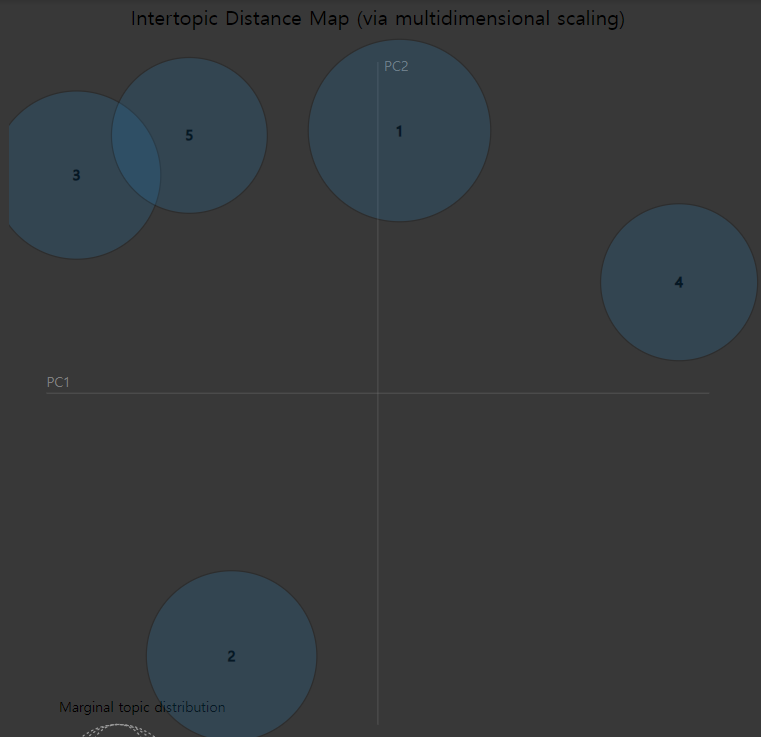 Intertopic Distance Map (via multidimensional scaling)
PC2
5
1
3
4
PC1
2
Marginal topic distribution